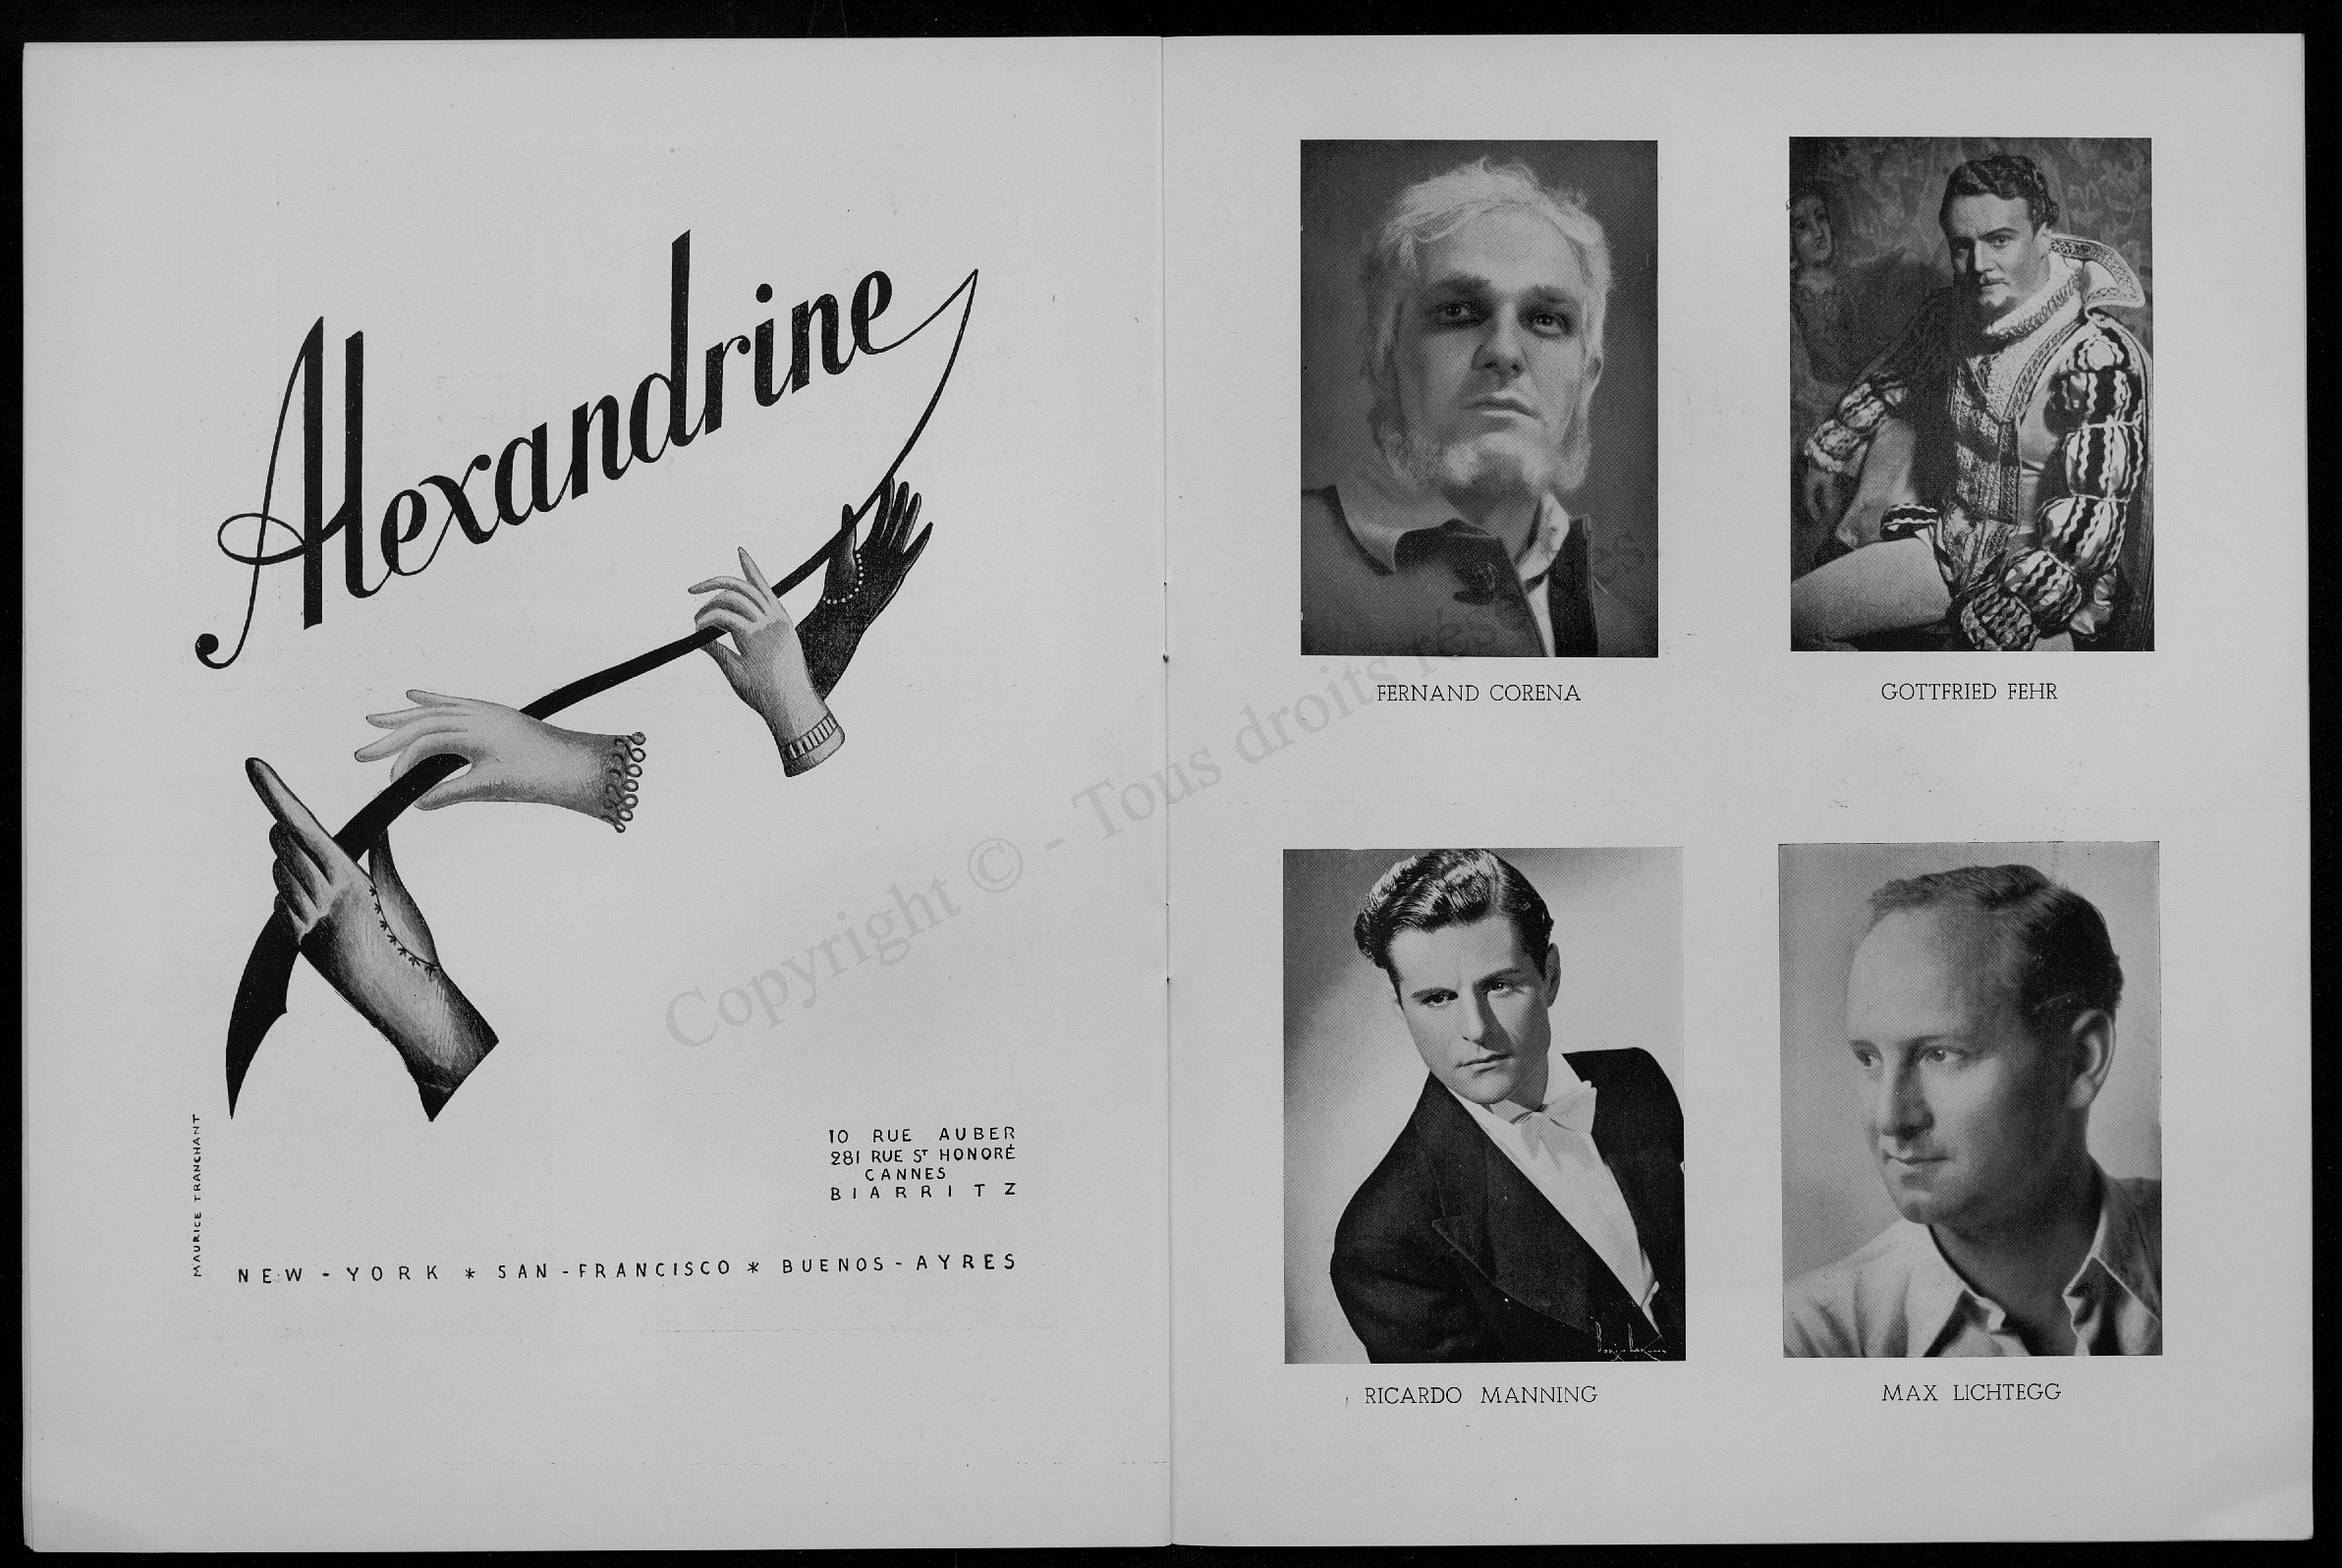 Alexandrine
10 RUE AUBER
281 RUE ST HONORÉ
CANNES
BIARRITZ
MAURICE TRANCHANT
NEW-YORK * SAN-FRANCISCO * BUENOS-AYRES
FERNAND CORENA
GOTTFRIED FEHR
RICARDO MANNING
MAX LICHTEGG
Copyright © - Tous droits